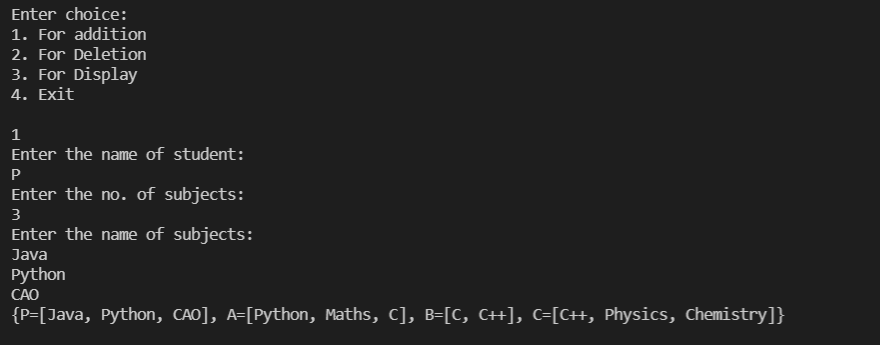 Enter choice:
1. For addition
2. For Deletion
3. For Display
4. Exit
1
Enter the name of student:
P
Enter the no. of subjects:
3
Enter the name of subjects:
Java
Python
CAO
{P=[Java, Python, CAO], A=[Python, Maths, C], B=[C, C++], C=[C++, Physics, Chemistry]}